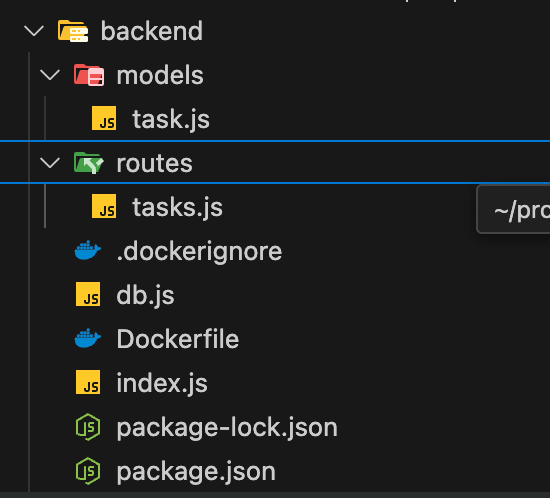 backend
models
JS task.js
routes
JS tasks.js
~/pro
.dockerignore
JS db.js
Dockerfile
JS index.js
JS package-lock.json
JS package.json